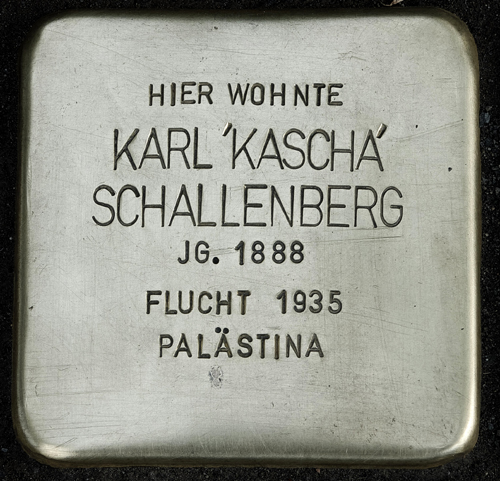 HIER WOHNTE
KARL 'KASCHA'
SCHALLENBERG
JG. 1888
FLUCHT 1935
PALÄSTINA